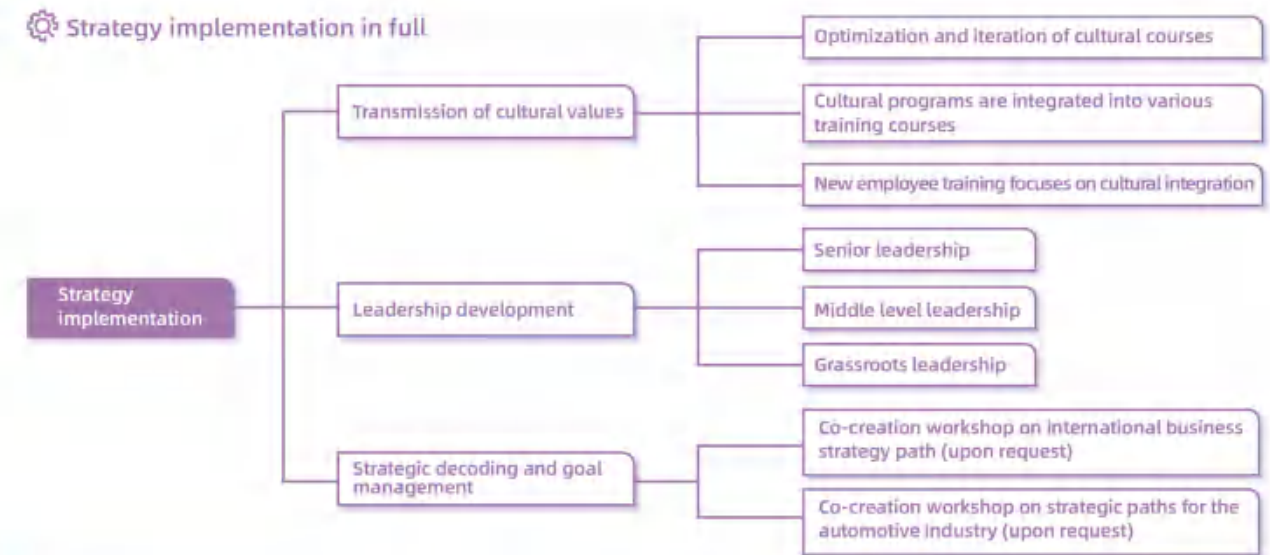 Strategy implementation in full
Optimization and iteration of cultural courses
Transmission of cultural values
Cultural programs are integrated into various
training courses
New employee training focuses on cultural integration
Senior leadership
Strategy
implementation
Leadership development
Middle level leadership
Grassroots leadership
Co-creation workshop on international business
strategy path (upon request)
Strategic decoding and goal
management
Co-creation workshop on strategic paths for the
automotive industry (upon request)